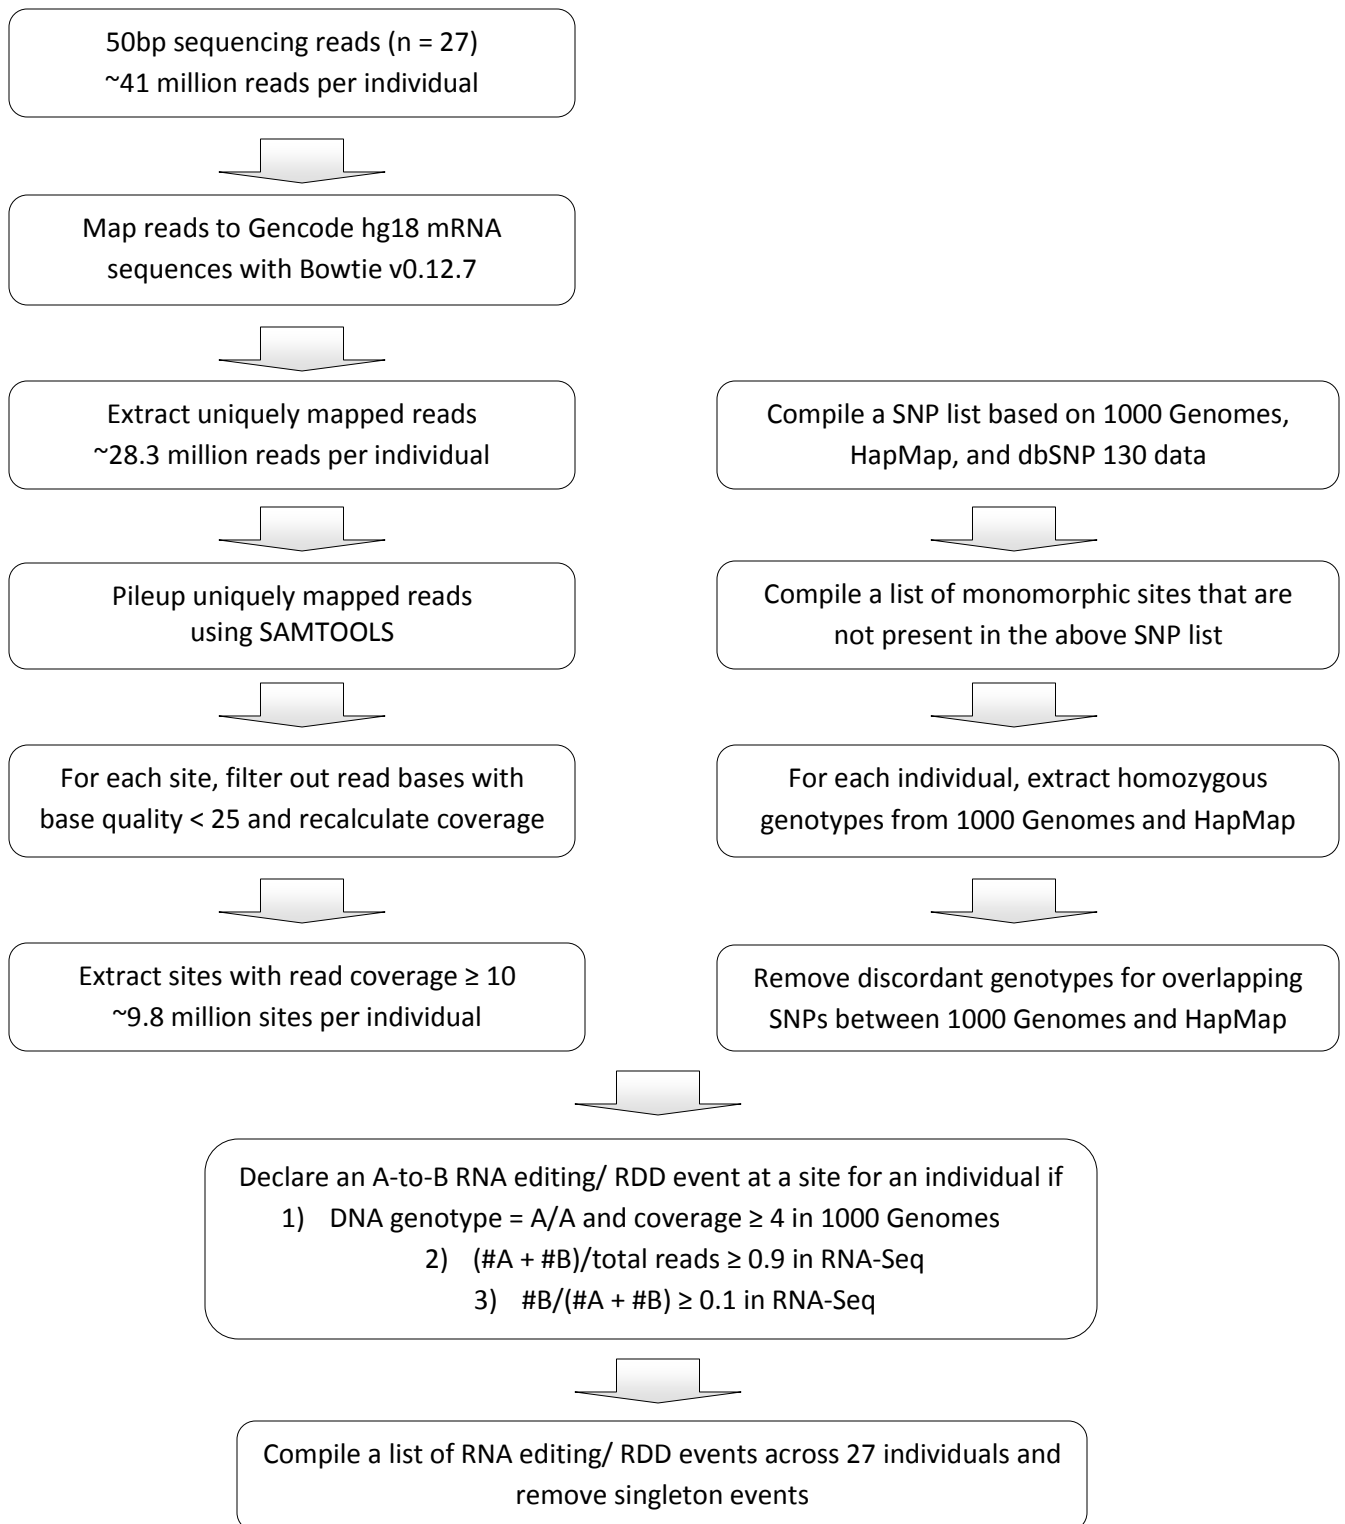 50bp sequencing reads (n = 27)
~41 million reads per individual
Map reads to Gencode hg18 mRNA
sequences with Bowtie v0.12.7
Extract uniquely mapped reads
~28.3 million reads per individual
Pileup uniquely mapped reads
using SAMTOOLS
For each site, filter out read bases with
base quality < 25 and recalculate coverage
Extract sites with read coverage ≥ 10
~9.8 million sites per individual
Compile a SNP list based on 1000 Genomes,
HapMap, and dbSNP 130 data
Compile a list of monomorphic sites that are
not present in the above SNP list
For each individual, extract homozygous
genotypes from 1000 Genomes and HapMap
Remove discordant genotypes for overlapping
SNPs between 1000 Genomes and HapMap
Declare an A-to-B RNA editing/ RDD event at a site for an individual if
1) DNA genotype = A/A and coverage ≥ 4 in 1000 Genomes
2) (#A + #B)/total reads ≥ 0.9 in RNA-Seq
3) #B/(#A + #B) ≥ 0.1 in RNA-Seq
Compile a list of RNA editing/ RDD events across 27 individuals and
remove singleton events